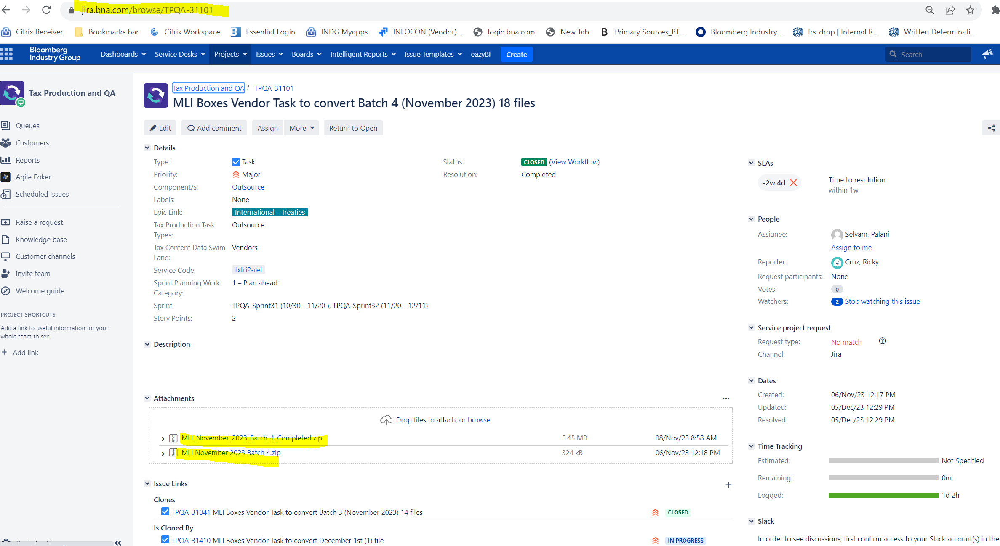 jira.bna.com/browse/TPQA-31101
Citrix Receiver Bookmarks bar Citrix Workspace Essential Login INDG Myapps INFOCON (Vendor)... login.bna.com New Tab Primary Sources_BT... Bloomberg Industry... Irs-drop | Internal R... Written Determinati...
Bloomberg
Industry Group
Dashboards Service Desks Projects Issues Boards Intelligent Reports Issue Templates eazyBI Create Search
Tax Production and QA
Queues
Customers
Reports
Agile Poker
Scheduled Issues
Raise a request
Knowledge base
Customer channels
Invite team
Welcome guide
PROJECT SHORTCUTS
Add a link to useful information for your
whole team to see.
+ Add link
Tax Production and QA / TPQA-31101
MLI Boxes Vendor Task to convert Batch 4 (November 2023) 18 files
Edit Add comment Assign More Return to Open
Details
Type: Task
Priority: Major
Component/s: Outsource
Labels: None
Epic Link: International - Treaties
Tax Production Task Outsource
Types:
Tax Content Data Swim Vendors
Lane:
Service Code: txtri2-ref
Sprint Planning Work 1 – Plan ahead
Category:
Sprint: TPQA-Sprint31 (10/30 - 11/20 ), TPQA-Sprint32 (11/20 - 12/11)
Story Points: 2
Status: CLOSED (View Workflow)
Resolution: Completed
Description
Attachments
Drop files to attach, or browse.
MLI_November_2023_Batch_4_Completed.zip 5.45 MB 08/Nov/23 8:58 AM
MLI November 2023 Batch 4.zip 324 kB 06/Nov/23 12:18 PM
Issue Links
Clones
TPQA-31041 MLI Boxes Vendor Task to convert Batch 3 (November 2023) 14 files CLOSED
Is Cloned By
TPQA-31410 MLI Boxes Vendor Task to convert December 1st (1) file IN PROGRESS
SLAs
-2w 4d Time to resolution
within 1w
People
Assignee: Selvam, Palani
Assign to me
Reporter: Cruz, Ricky
Request participants: None
Votes: 0
Watchers: 2 Stop watching this issue
Service project request
Request type: No match
Channel: Jira
Dates
Created: 06/Nov/23 12:17 PM
Updated: 05/Dec/23 12:29 PM
Resolved: 05/Dec/23 12:29 PM
Time Tracking
Estimated: Not Specified
Remaining: 0m
Logged: 1d 2h
Slack
In order to see discussions, first confirm access to your Slack account(s) in the